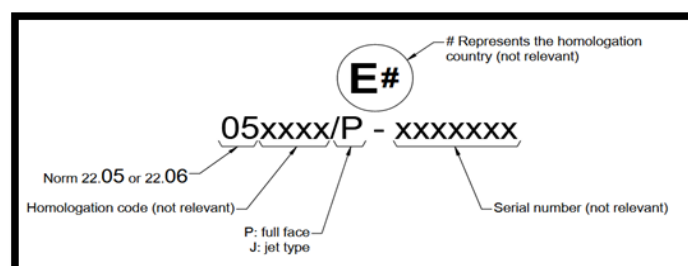 # Represents the homologation
country (not relevant)
E#
05xxxx/P - xxxxxxx
Norm 22.05 or 22.06
Homologation code (not relevant)
Serial number (not relevant)
P: full face
J: jet type